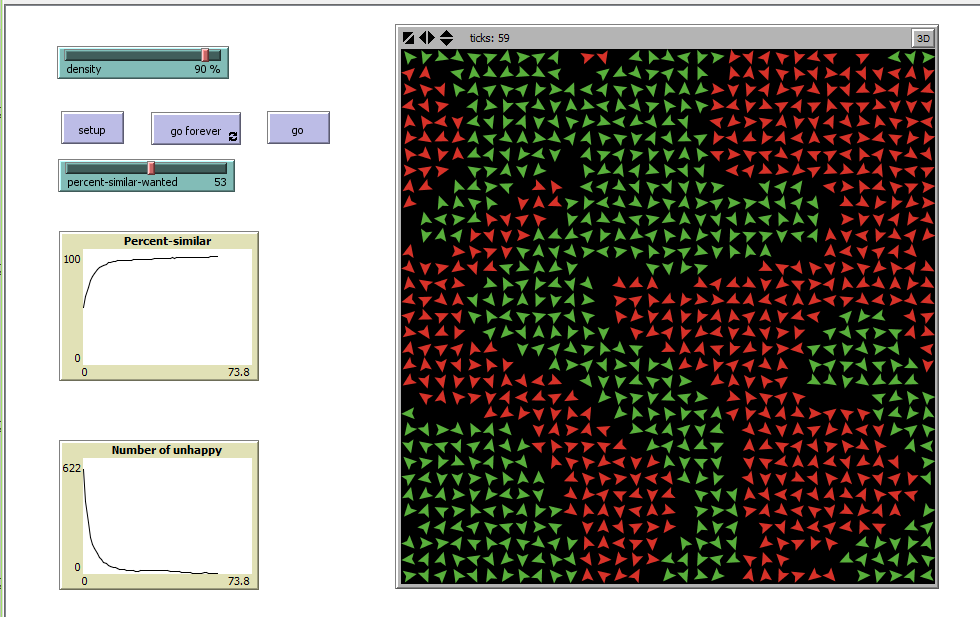 ticks: 59
3D
density 90 %
setup
go forever
go
percent-similar-wanted 53
Percent-similar
100
0
0 73.8
Number of unhappy
622
0
0 73.8